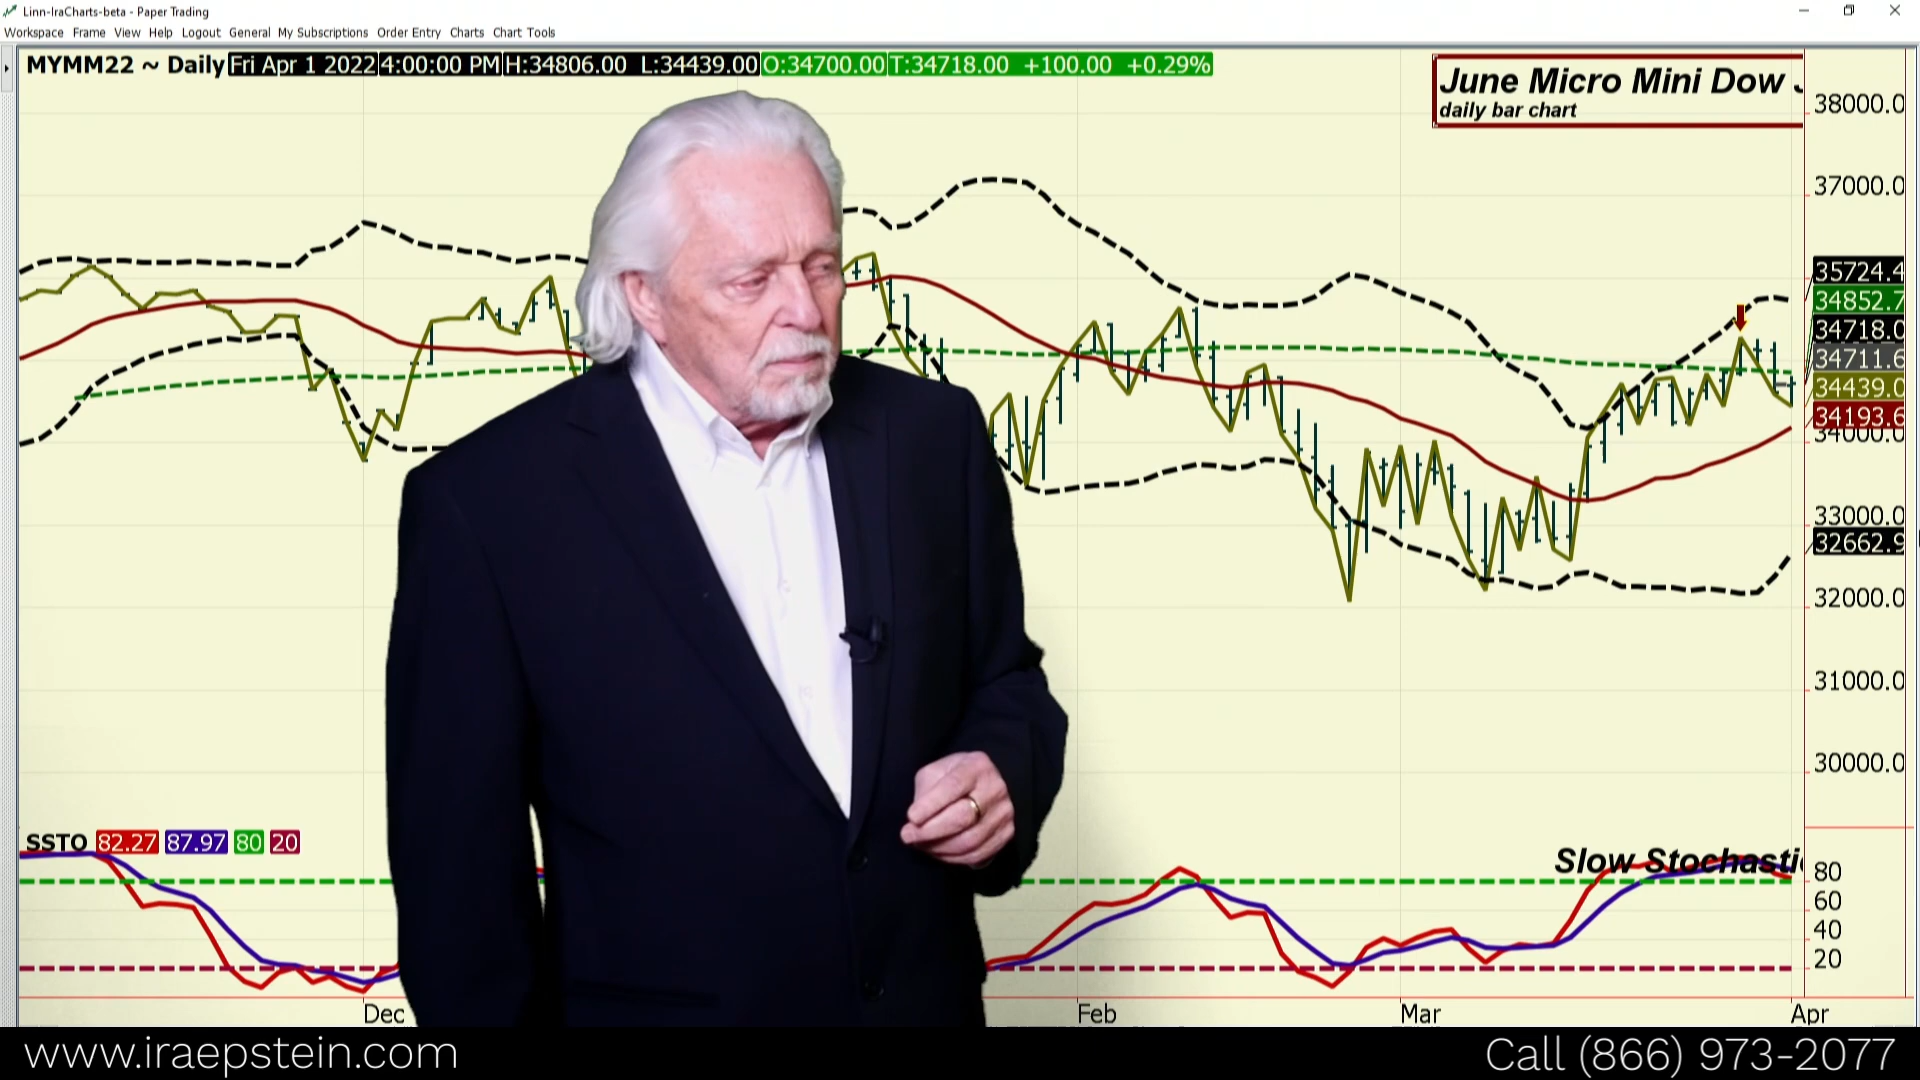 Linn-IraCharts-beta - Paper Trading
Workspace Frame View Help Logout General My Subscriptions Order Entry Charts Chart Tools
MYMM22 ~ Daily Fri Apr 1 2022 4:00:00 PM H:34806.00 L:34439.00 O:34700.00 T:34718.00 +100.00 +0.29%
June Micro Mini Dow J
daily bar chart
38000.0
37000.0
35724.4
34852.7
34718.0
34711.6
34439.0
34193.6
34000.0
33000.0
32662.9
32000.0
31000.0
30000.0
SSTO 82.27 87.97 80 20
Slow Stochasti
80
60
40
20
Dec Feb Mar Apr
www.iraepstein.com Call (866) 973-2077